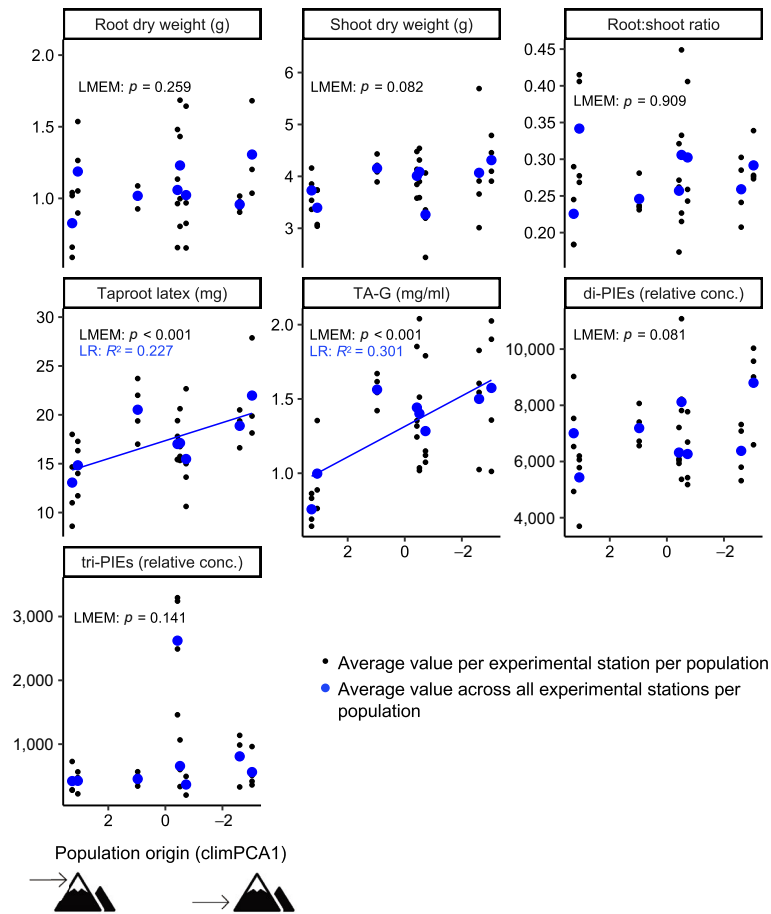 Root dry weight (g)
Shoot dry weight (g)
Root:shoot ratio
2.0
1.5
1.0
LMEM: p = 0.259
6
5
4
3
LMEM: p = 0.082
0.45
0.40
0.35
0.30
0.25
0.20
LMEM: p = 0.909
Taproot latex (mg)
TA-G (mg/ml)
di-PIEs (relative conc.)
30
25
20
15
10
LMEM: p < 0.001
LR: R² = 0.227
2.0
1.5
1.0
LMEM: p < 0.001
LR: R² = 0.301
2 0 −2
10,000
8,000
6,000
4,000
LMEM: p = 0.081
2 0 −2
tri-PIEs (relative conc.)
3,000
2,000
1,000
LMEM: p = 0.141
2 0 −2
Average value per experimental station per population
Average value across all experimental stations per
population
Population origin (climPCA1)